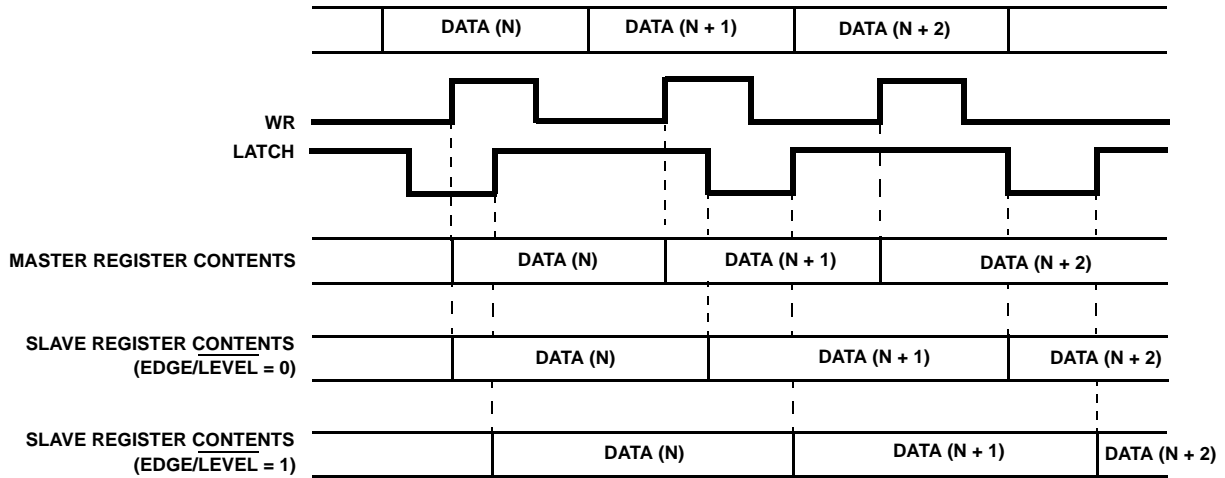 DATA (N) DATA (N + 1) DATA (N + 2)
WR
LATCH
MASTER REGISTER CONTENTS DATA (N) DATA (N + 1) DATA (N + 2)
SLAVE REGISTER CONTENTS
(EDGE/LEVEL = 0)
DATA (N) DATA (N + 1) DATA (N + 2)
SLAVE REGISTER CONTENTS
(EDGE/LEVEL = 1)
DATA (N) DATA (N + 1) DATA (N + 2)